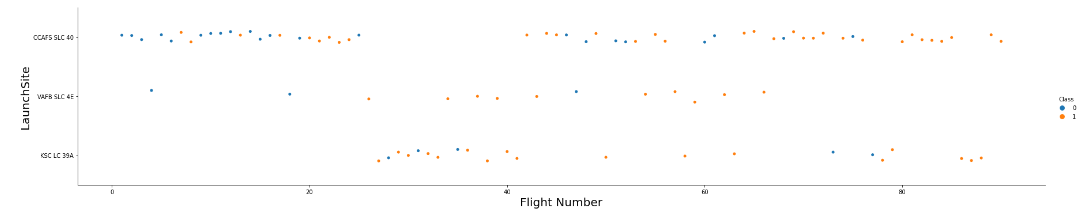 CCAFS SLC 40
VAFB SLC 4E
KSC LC 39A
LaunchSite
0 20 40 60 80
Flight Number
Class
0
1